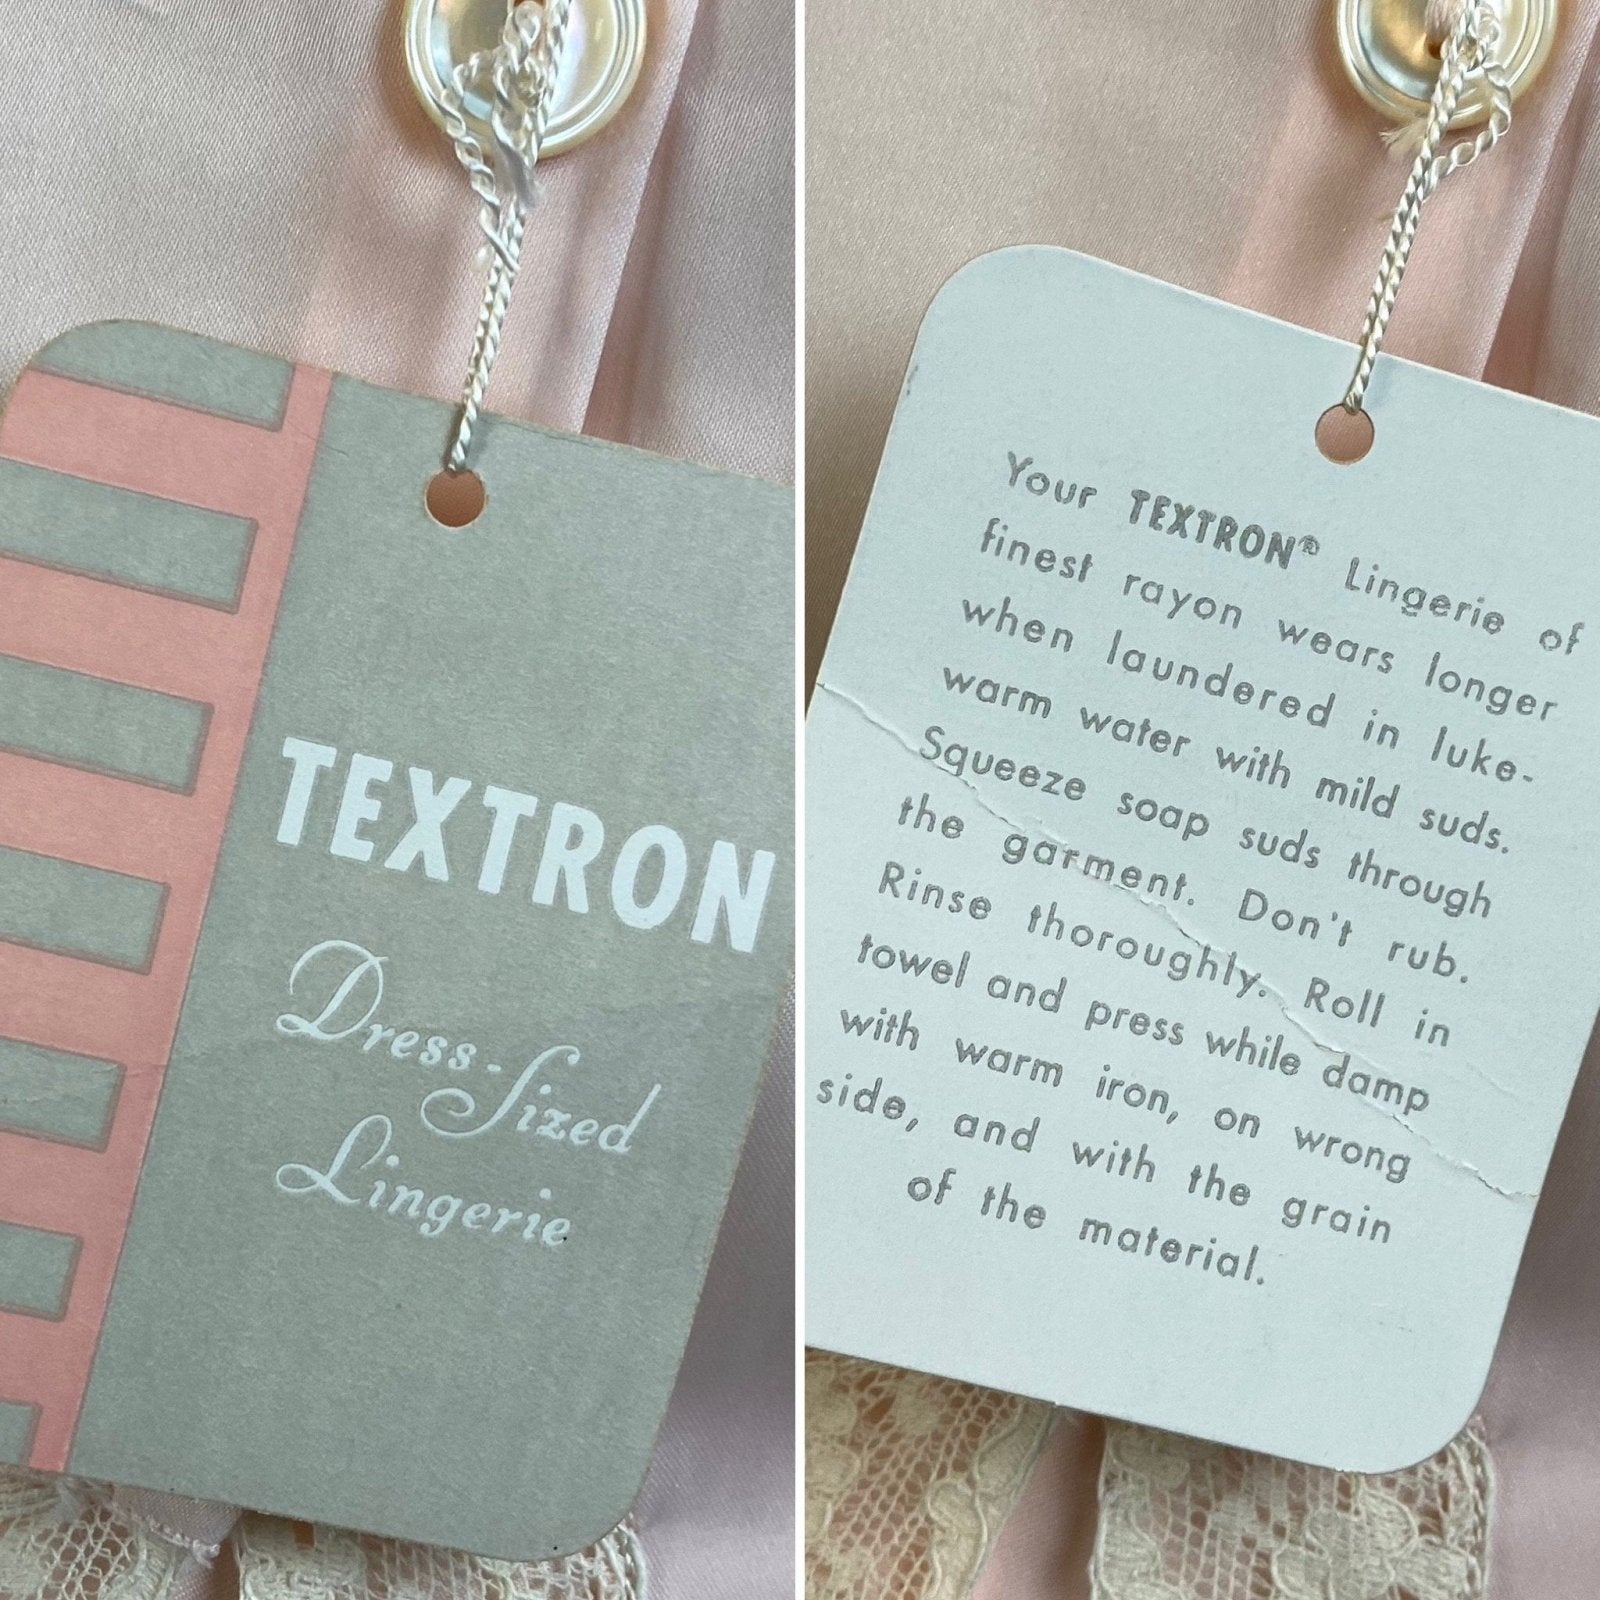 TEXTRON
Dress-Sized
Lingerie
Your TEXTRON® Lingerie of
finest rayon wears longer
when laundered in luke-
warm water with mild suds.
Squeeze soap suds through
the garment. Don't rub.
Rinse thoroughly. Roll in
towel and press while damp
with warm iron, on wrong
side, and with the grain
of the material.